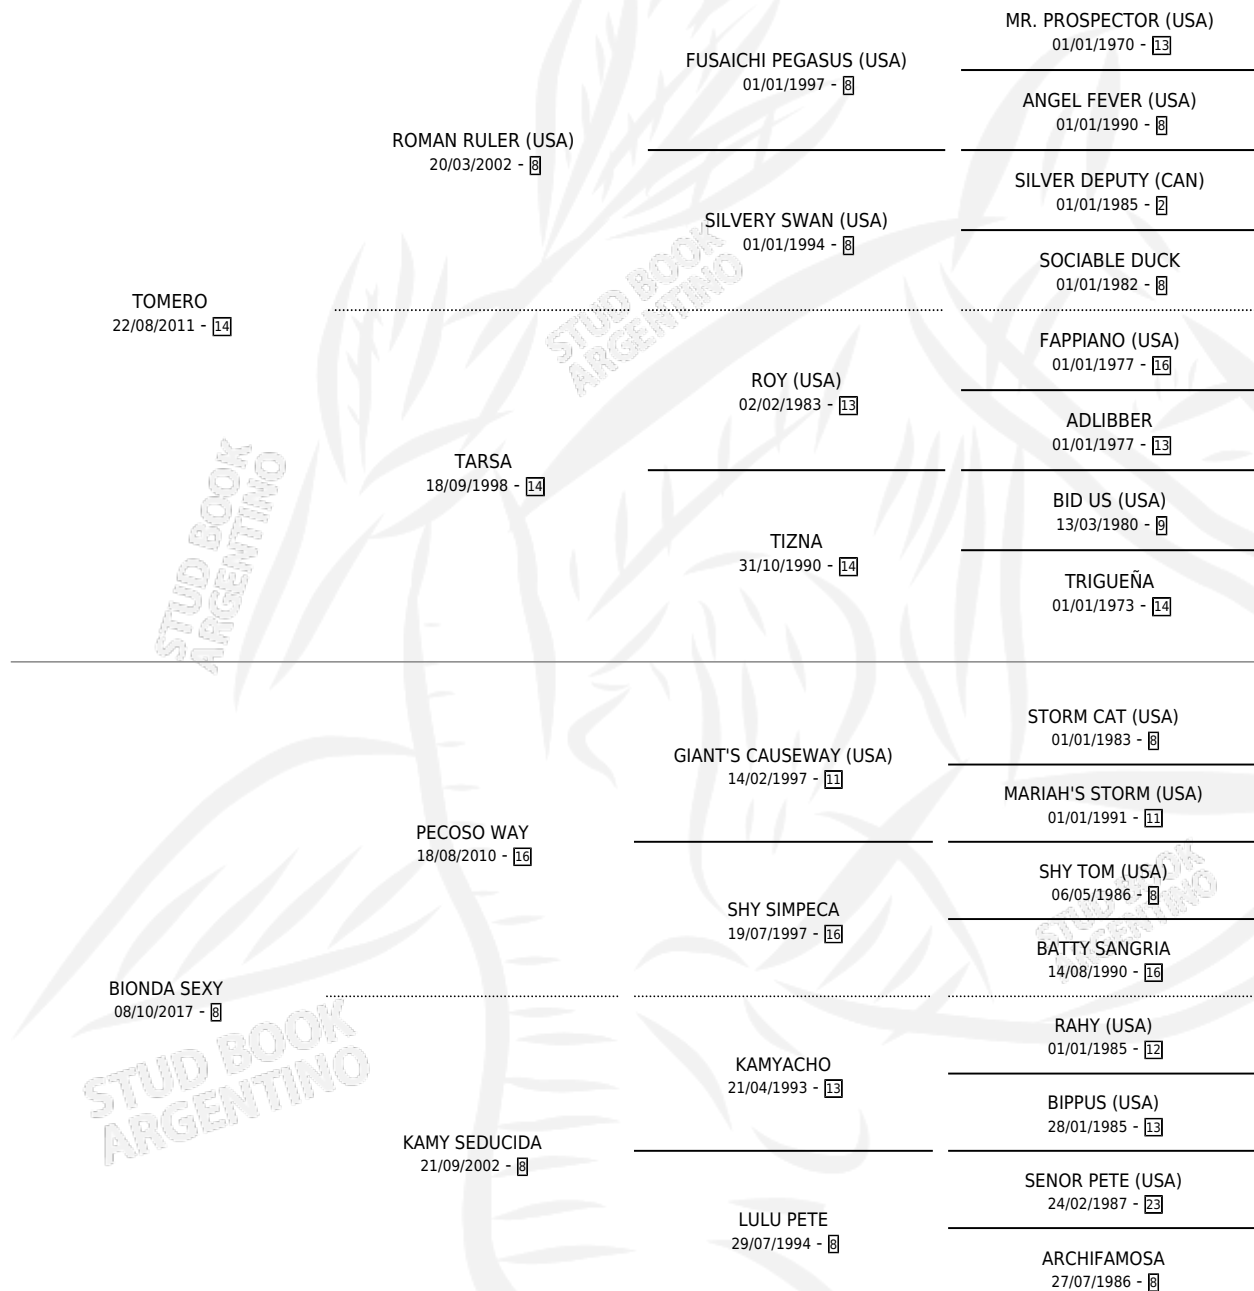 MR. PROSPECTOR (USA)
01/01/1970 - 13
FUSAICHI PEGASUS (USA)
01/01/1997 - 8
ANGEL FEVER (USA)
01/01/1990 - 8
ROMAN RULER (USA)
20/03/2002 - 8
SILVER DEPUTY (CAN)
01/01/1985 - 2
SILVERY SWAN (USA)
01/01/1994 - 8
SOCIABLE DUCK
01/01/1982 - 8
STUD BOOK
ARGENTINO
TOMERO
22/08/2011 - 14
FAPPIANO (USA)
01/01/1977 - 16
ROY (USA)
02/02/1983 - 13
ADLIBBER
01/01/1977 - 13
TARSA
18/09/1998 - 14
BID US (USA)
13/03/1980 - 9
TIZNA
31/10/1990 - 14
TRIGUEÑA
01/01/1973 - 14
STUD BOOK
ARGENTINO
STORM CAT (USA)
01/01/1983 - 8
GIANT'S CAUSEWAY (USA)
14/02/1997 - 11
MARIAH'S STORM (USA)
01/01/1991 - 11
PECOSO WAY
18/08/2010 - 16
SHY TOM (USA)
06/05/1986 - 8
SHY SIMPECA
19/07/1997 - 16
BATTY SANGRIA
14/08/1990 - 16
STUD BOOK
ARGENTINO
BIONDA SEXY
08/10/2017 - 8
RAHY (USA)
01/01/1985 - 12
KAMYACHO
21/04/1993 - 13
BIPPUS (USA)
28/01/1985 - 13
STUD BOOK
ARGENTINO
KAMY SEDUCIDA
21/09/2002 - 8
SENOR PETE (USA)
24/02/1987 - 23
LULU PETE
29/07/1994 - 8
ARCHIFAMOSA
27/07/1986 - 8